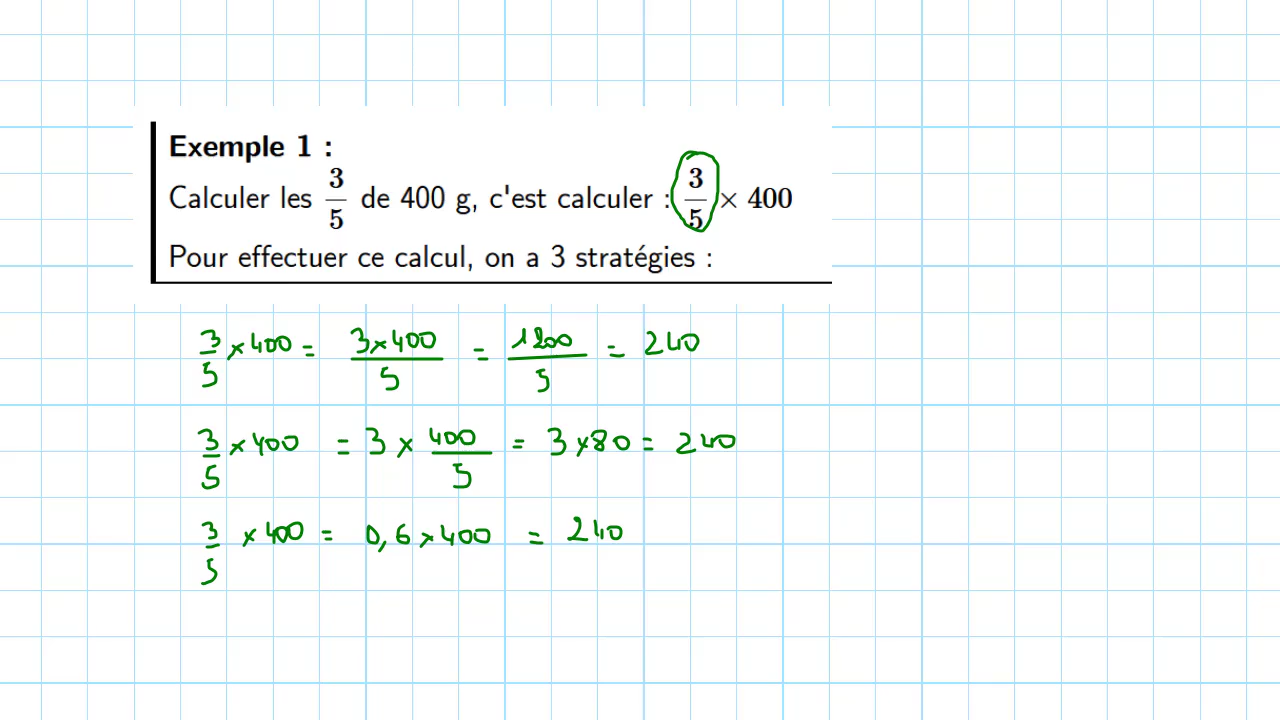 Exemple 1 :
Calculer les 3/5 de 400 g, c'est calculer : 3/5 × 400
Pour effectuer ce calcul, on a 3 stratégies :
3/5 × 400 = 3×400/5 = 1200/5 = 240
3/5 × 400 = 3 × 400/5 = 3×80 = 240
3/5 × 400 = 0,6 × 400 = 240